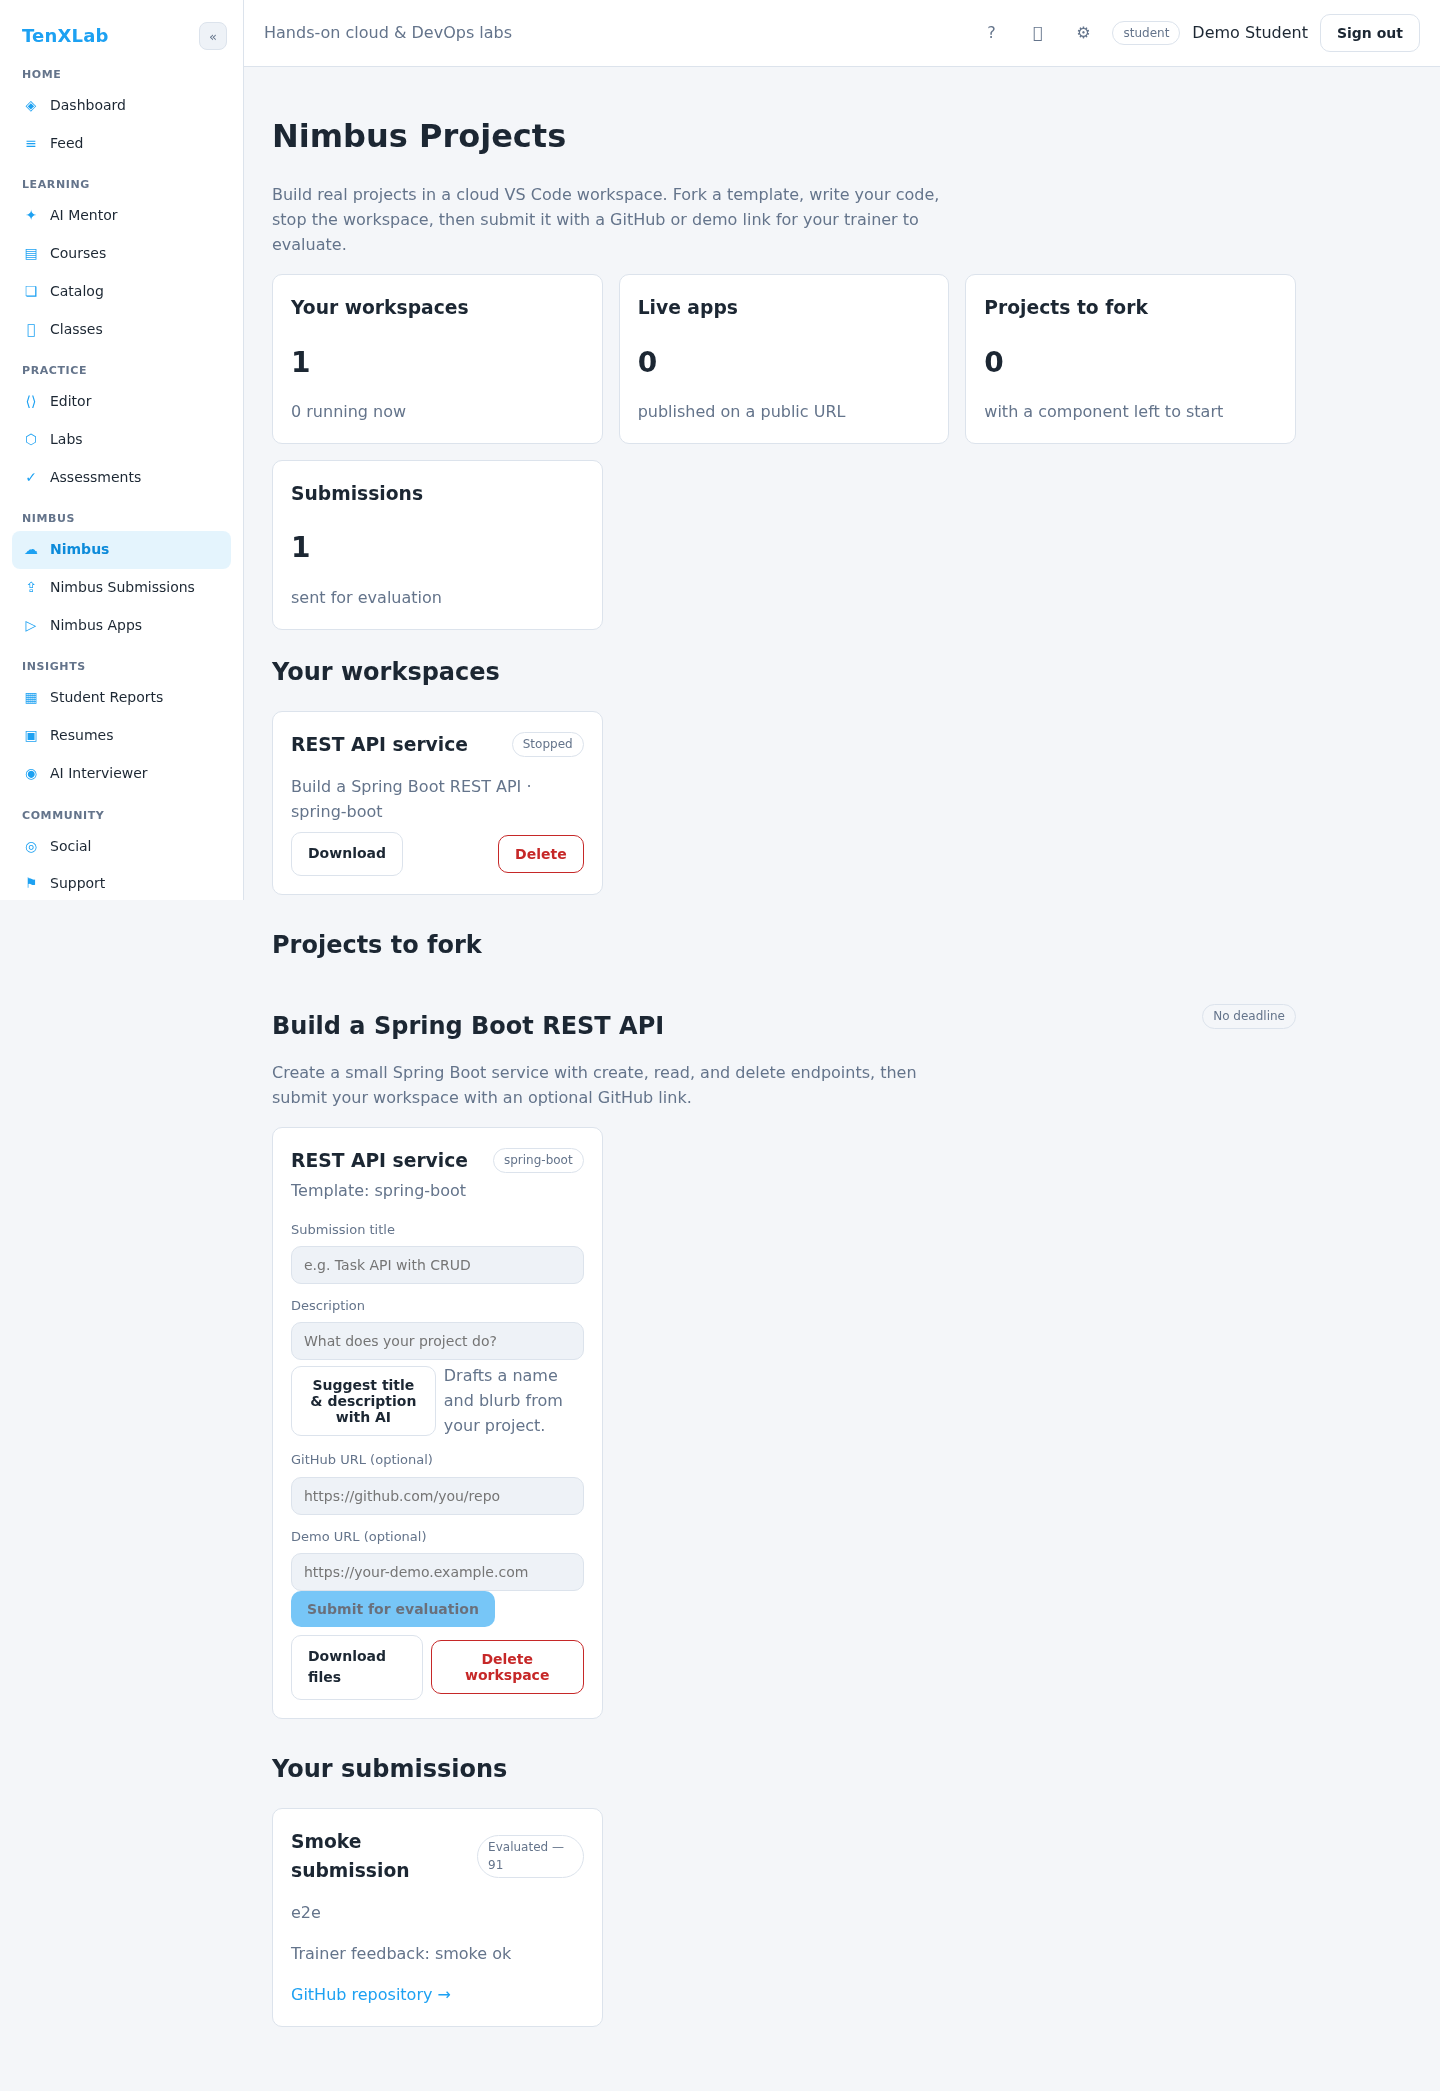 TenXLab
«
HOME
Dashboard
Feed
LEARNING
AI Mentor
Courses
Catalog
Classes
PRACTICE
Editor
Labs
Assessments
NIMBUS
Nimbus
Nimbus Submissions
Nimbus Apps
INSIGHTS
Student Reports
Resumes
AI Interviewer
COMMUNITY
Social
Support
Hands-on cloud & DevOps labs
?
student
Demo Student
Sign out
Nimbus Projects
Build real projects in a cloud VS Code workspace. Fork a template, write your code,
stop the workspace, then submit it with a GitHub or demo link for your trainer to
evaluate.
Your workspaces
1
0 running now
Live apps
0
published on a public URL
Projects to fork
0
with a component left to start
Submissions
1
sent for evaluation
Your workspaces
REST API service
Stopped
Build a Spring Boot REST API ·
spring-boot
Download
Delete
Projects to fork
Build a Spring Boot REST API
No deadline
Create a small Spring Boot service with create, read, and delete endpoints, then
submit your workspace with an optional GitHub link.
REST API service
spring-boot
Template: spring-boot
Submission title
e.g. Task API with CRUD
Description
What does your project do?
Suggest title
& description
with AI
Drafts a name
and blurb from
your project.
GitHub URL (optional)
https://github.com/you/repo
Demo URL (optional)
https://your-demo.example.com
Submit for evaluation
Download
files
Delete
workspace
Your submissions
Smoke
submission
Evaluated —
91
e2e
Trainer feedback: smoke ok
GitHub repository →